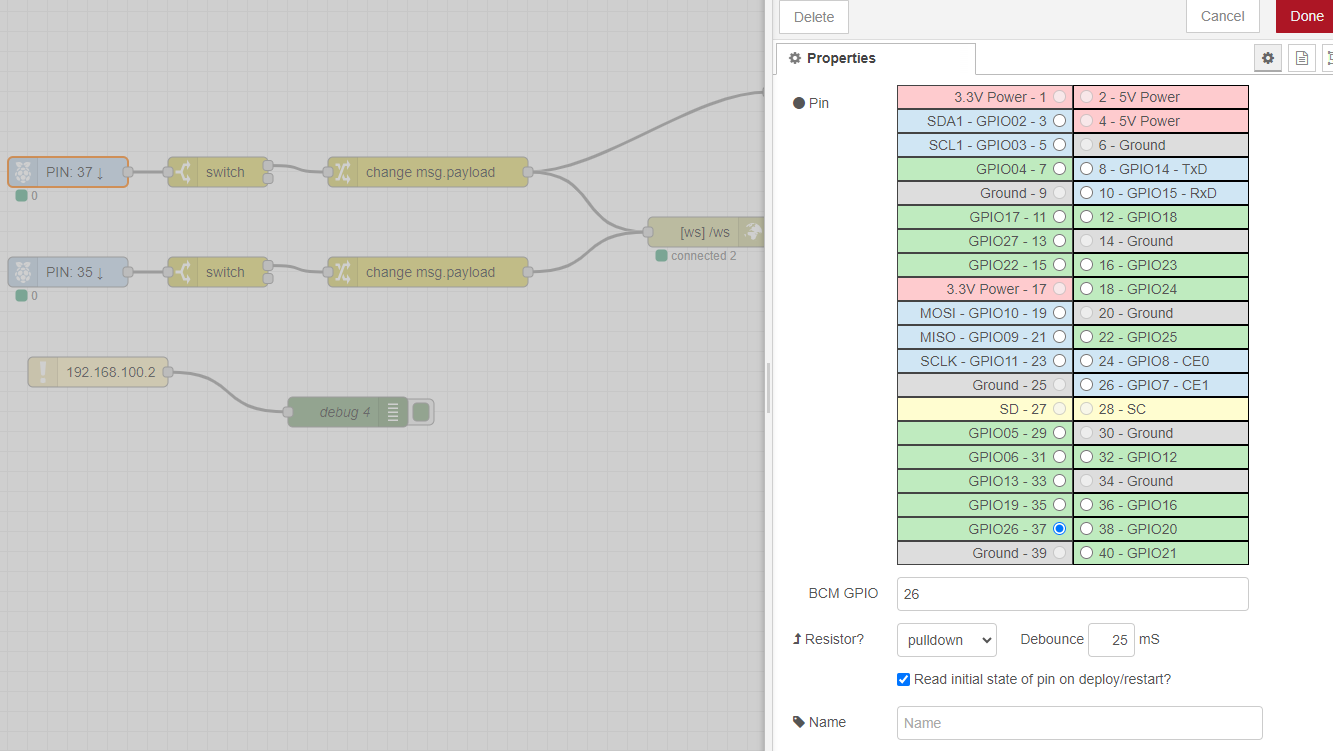 Delete
Cancel
Done
Properties
Pin
3.3V Power - 1
2 - 5V Power
SDA1 - GPIO02 - 3
4 - 5V Power
SCL1 - GPIO03 - 5
6 - Ground
GPIO04 - 7
8 - GPIO14 - TxD
Ground - 9
10 - GPIO15 - RxD
GPIO17 - 11
12 - GPIO18
GPIO27 - 13
14 - Ground
GPIO22 - 15
16 - GPIO23
3.3V Power - 17
18 - GPIO24
MOSI - GPIO10 - 19
20 - Ground
MISO - GPIO09 - 21
22 - GPIO25
SCLK - GPIO11 - 23
24 - GPIO8 - CE0
Ground - 25
26 - GPIO7 - CE1
SD - 27
28 - SC
GPIO05 - 29
30 - Ground
GPIO06 - 31
32 - GPIO12
GPIO13 - 33
34 - Ground
GPIO19 - 35
36 - GPIO16
GPIO26 - 37
38 - GPIO20
Ground - 39
40 - GPIO21
BCM GPIO
26
Resistor?
pulldown
Debounce
25
mS
Read initial state of pin on deploy/restart?
Name
Name
PIN: 37 ↓
0
switch
change msg.payload
[ws] /ws
connected 2
PIN: 35 ↓
0
switch
change msg.payload
192.168.100.2
debug 4